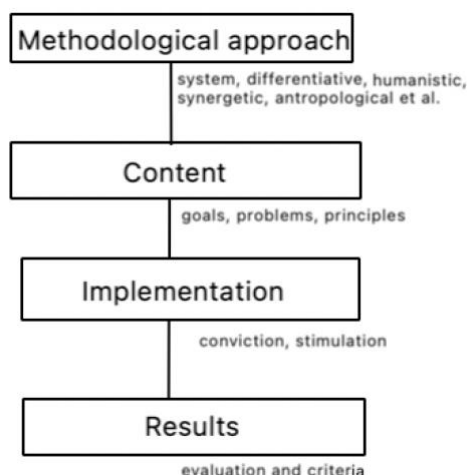 Methodological approach
system, differentiative, humanistic,
synergetic, antropological et al.
Content
goals, problems, principles
Implementation
conviction, stimulation
Results
evaluation and criteria